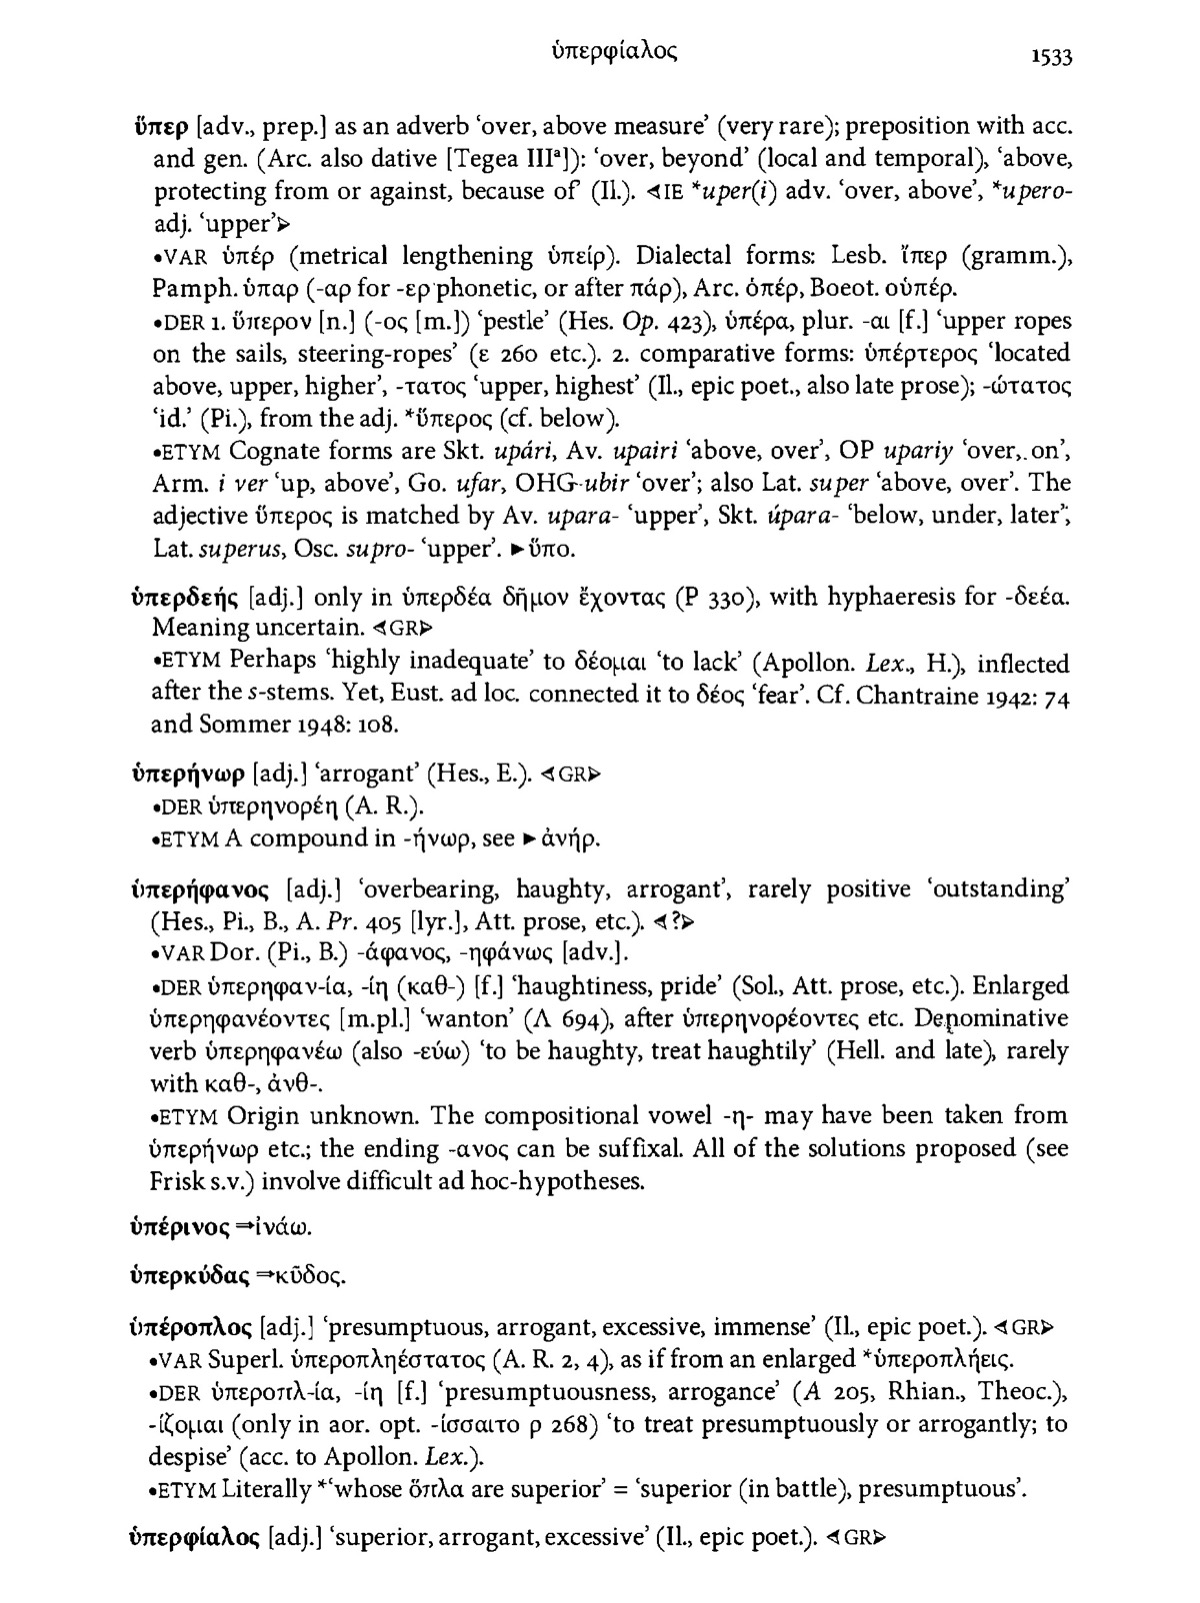 ὑπερφίαλος 1533
ὕπερ [adv., prep.] as an adverb ‘over, above measure’ (very rare); preposition with acc.
and gen. (Arc. also dative [Tegea IIIᵃ]): ‘over, beyond’ (local and temporal), ‘above,
protecting from or against, because of’ (Il.). ⊲IE *uper(i) adv. ‘over, above’, *upero-
adj. ‘upper’⊳
•VAR ὑπέρ (metrical lengthening ὑπείρ). Dialectal forms: Lesb. ἴπερ (gramm.),
Pamph. ὑπαρ (-αρ for -ερ phonetic, or after πάρ), Arc. ὁπέρ, Boeot. οὑπέρ.
•DER 1. ὕπερον [n.] (-ος [m.]) ‘pestle’ (Hes. Op. 423), ὑπέρα, plur. -αι [f.] ‘upper ropes
on the sails, steering-ropes’ (ε 260 etc.). 2. comparative forms: ὑπέρτερος ‘located
above, upper, higher’, -τατος ‘upper, highest’ (Il., epic poet., also late prose); -ώτατος
‘id.’ (Pi.), from the adj. *ὕπερος (cf. below).
•ETYM Cognate forms are Skt. upári, Av. upairi ‘above, over’, OP upariy ‘over, on’,
Arm. i ver ‘up, above’, Go. ufar, OHG ubir ‘over’; also Lat. super ‘above, over’. The
adjective ὕπερος is matched by Av. upara- ‘upper’, Skt. úpara- ‘below, under, later’;
Lat. superus, Osc. supro- ‘upper’. ►ὕπο.
ὑπερδεής [adj.] only in ὑπερδέα δῆμον ἔχοντας (Ρ 330), with hyphaeresis for -δεέα.
Meaning uncertain. ⊲GR⊳
•ETYM Perhaps ‘highly inadequate’ to δέομαι ‘to lack’ (Apollon. Lex., H.), inflected
after the s-stems. Yet, Eust. ad loc. connected it to δέος ‘fear’. Cf. Chantraine 1942: 74
and Sommer 1948: 108.
ὑπερήνωρ [adj.] ‘arrogant’ (Hes., E.). ⊲GR⊳
•DER ὑπερηνορέη (A. R.).
•ETYM A compound in -ήνωρ, see ►ἀνήρ.
ὑπερήφανος [adj.] ‘overbearing, haughty, arrogant’, rarely positive ‘outstanding’
(Hes., Pi., B., A. Pr. 405 [lyr.], Att. prose, etc.). ⊲?⊳
•VAR Dor. (Pi., B.) -άφανος, -ηφάνως [adv.].
•DER ὑπερηφαν-ία, -ίη (καθ-) [f.] ‘haughtiness, pride’ (Sol., Att. prose, etc.). Enlarged
ὑπερηφανέοντες [m.pl.] ‘wanton’ (Λ 694), after ὑπερηνορέοντες etc. Denominative
verb ὑπερηφανέω (also -εύω) ‘to be haughty, treat haughtily’ (Hell. and late), rarely
with καθ-, ἀνθ-.
•ETYM Origin unknown. The compositional vowel -η- may have been taken from
ὑπερήνωρ etc.; the ending -ανος can be suffixal. All of the solutions proposed (see
Frisk s.v.) involve difficult ad hoc-hypotheses.
ὑπέρινος ⇒ἰνάω.
ὑπερκύδας ⇒κῦδος.
ὑπέροπλος [adj.] ‘presumptuous, arrogant, excessive, immense’ (Il., epic poet.). ⊲GR⊳
•VAR Superl. ὑπεροπληέστατος (A. R. 2, 4), as if from an enlarged *ὑπεροπλήεις.
•DER ὑπεροπλ-ία, -ίη [f.] ‘presumptuousness, arrogance’ (A 205, Rhian., Theoc.),
-ίζομαι (only in aor. opt. -ίσσαιτο ρ 268) ‘to treat presumptuously or arrogantly; to
despise’ (acc. to Apollon. Lex.).
•ETYM Literally *‘whose ὅπλα are superior’ = ‘superior (in battle), presumptuous’.
ὑπερφίαλος [adj.] ‘superior, arrogant, excessive’ (Il., epic poet.). ⊲GR⊳